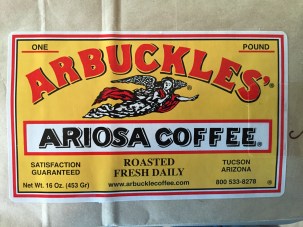 ONE POUND
ARBUCKLES'®
ARIOSA COFFEE®
SATISFACTION ROASTED TUCSON
GUARANTEED FRESH DAILY ARIZONA
Net Wt. 16 Oz. (453 Gr) www.arbucklecoffee.com 800 533-8278 ®